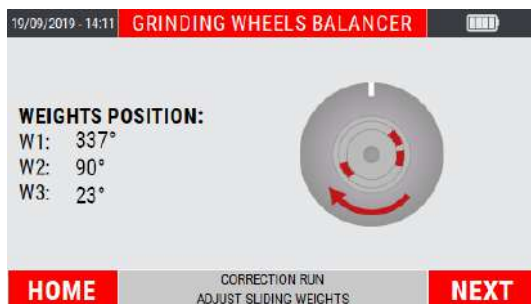 19/09/2019 - 14:11 GRINDING WHEELS BALANCER
WEIGHTS POSITION:
W1: 337°
W2: 90°
W3: 23°
HOME
CORRECTION RUN
ADJUST SLIDING WEIGHTS
NEXT